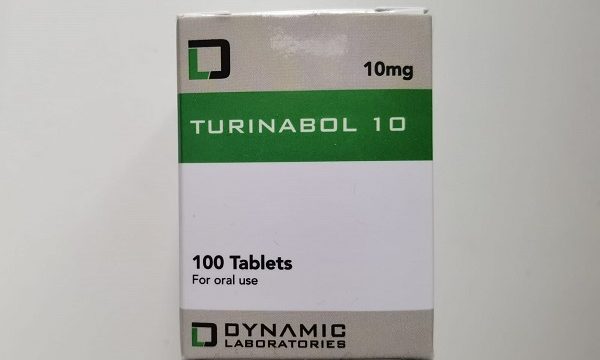 10mg
TURINABOL 10
100 Tablets
For oral use
DYNAMIC
LABORATORIES